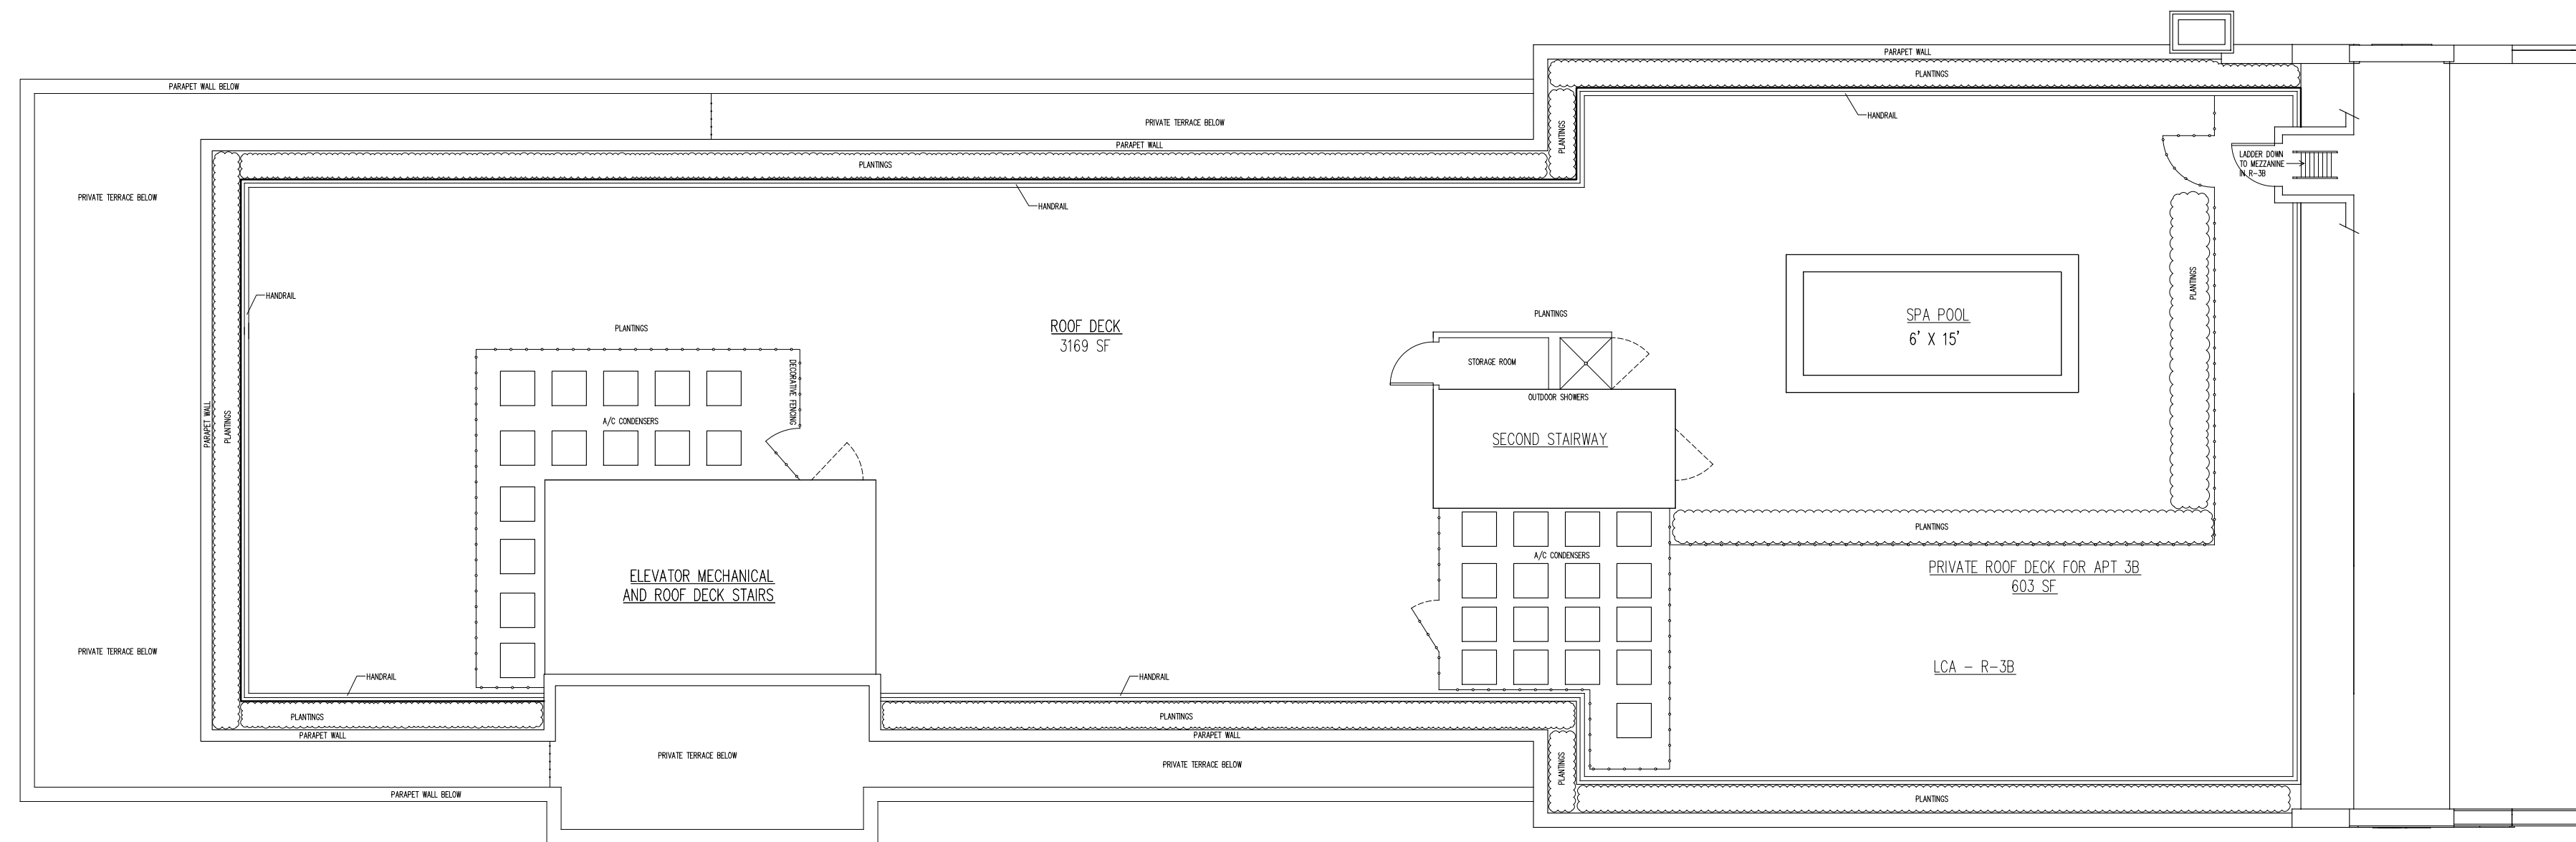 PARAPET WALL
PLANTINGS
PARAPET WALL BELOW
HANDRAIL
PRIVATE TERRACE BELOW
PLANTINGS
PARAPET WALL
PLANTINGS
LADDER DOWN
TO MEZZANINE
IN R-3B
PRIVATE TERRACE BELOW
HANDRAIL
HANDRAIL
PLANTINGS
PLANTINGS
PLANTINGS
ROOF DECK
3169 SF
SPA POOL
6' X 15'
STORAGE ROOM
DECORATIVE FENCING
OUTDOOR SHOWERS
A/C CONDENSERS
PARAPET WALL
PLANTINGS
SECOND STAIRWAY
PLANTINGS
A/C CONDENSERS
PRIVATE ROOF DECK FOR APT 3B
603 SF
ELEVATOR MECHANICAL
AND ROOF DECK STAIRS
PRIVATE TERRACE BELOW
LCA - R-3B
HANDRAIL
HANDRAIL
PLANTINGS
PLANTINGS
PARAPET WALL
PARAPET WALL
PRIVATE TERRACE BELOW
PRIVATE TERRACE BELOW
PLANTINGS
PARAPET WALL BELOW
PLANTINGS